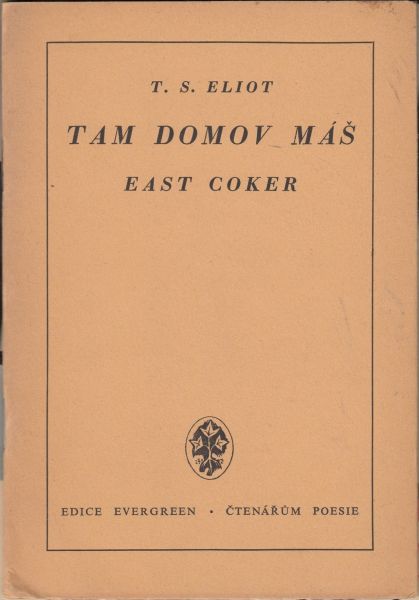 T. S. ELIOT
TAM DOMOV MÁŠ
EAST COKER
EDICE EVERGREEN · ČTENÁŘŮM POESIE